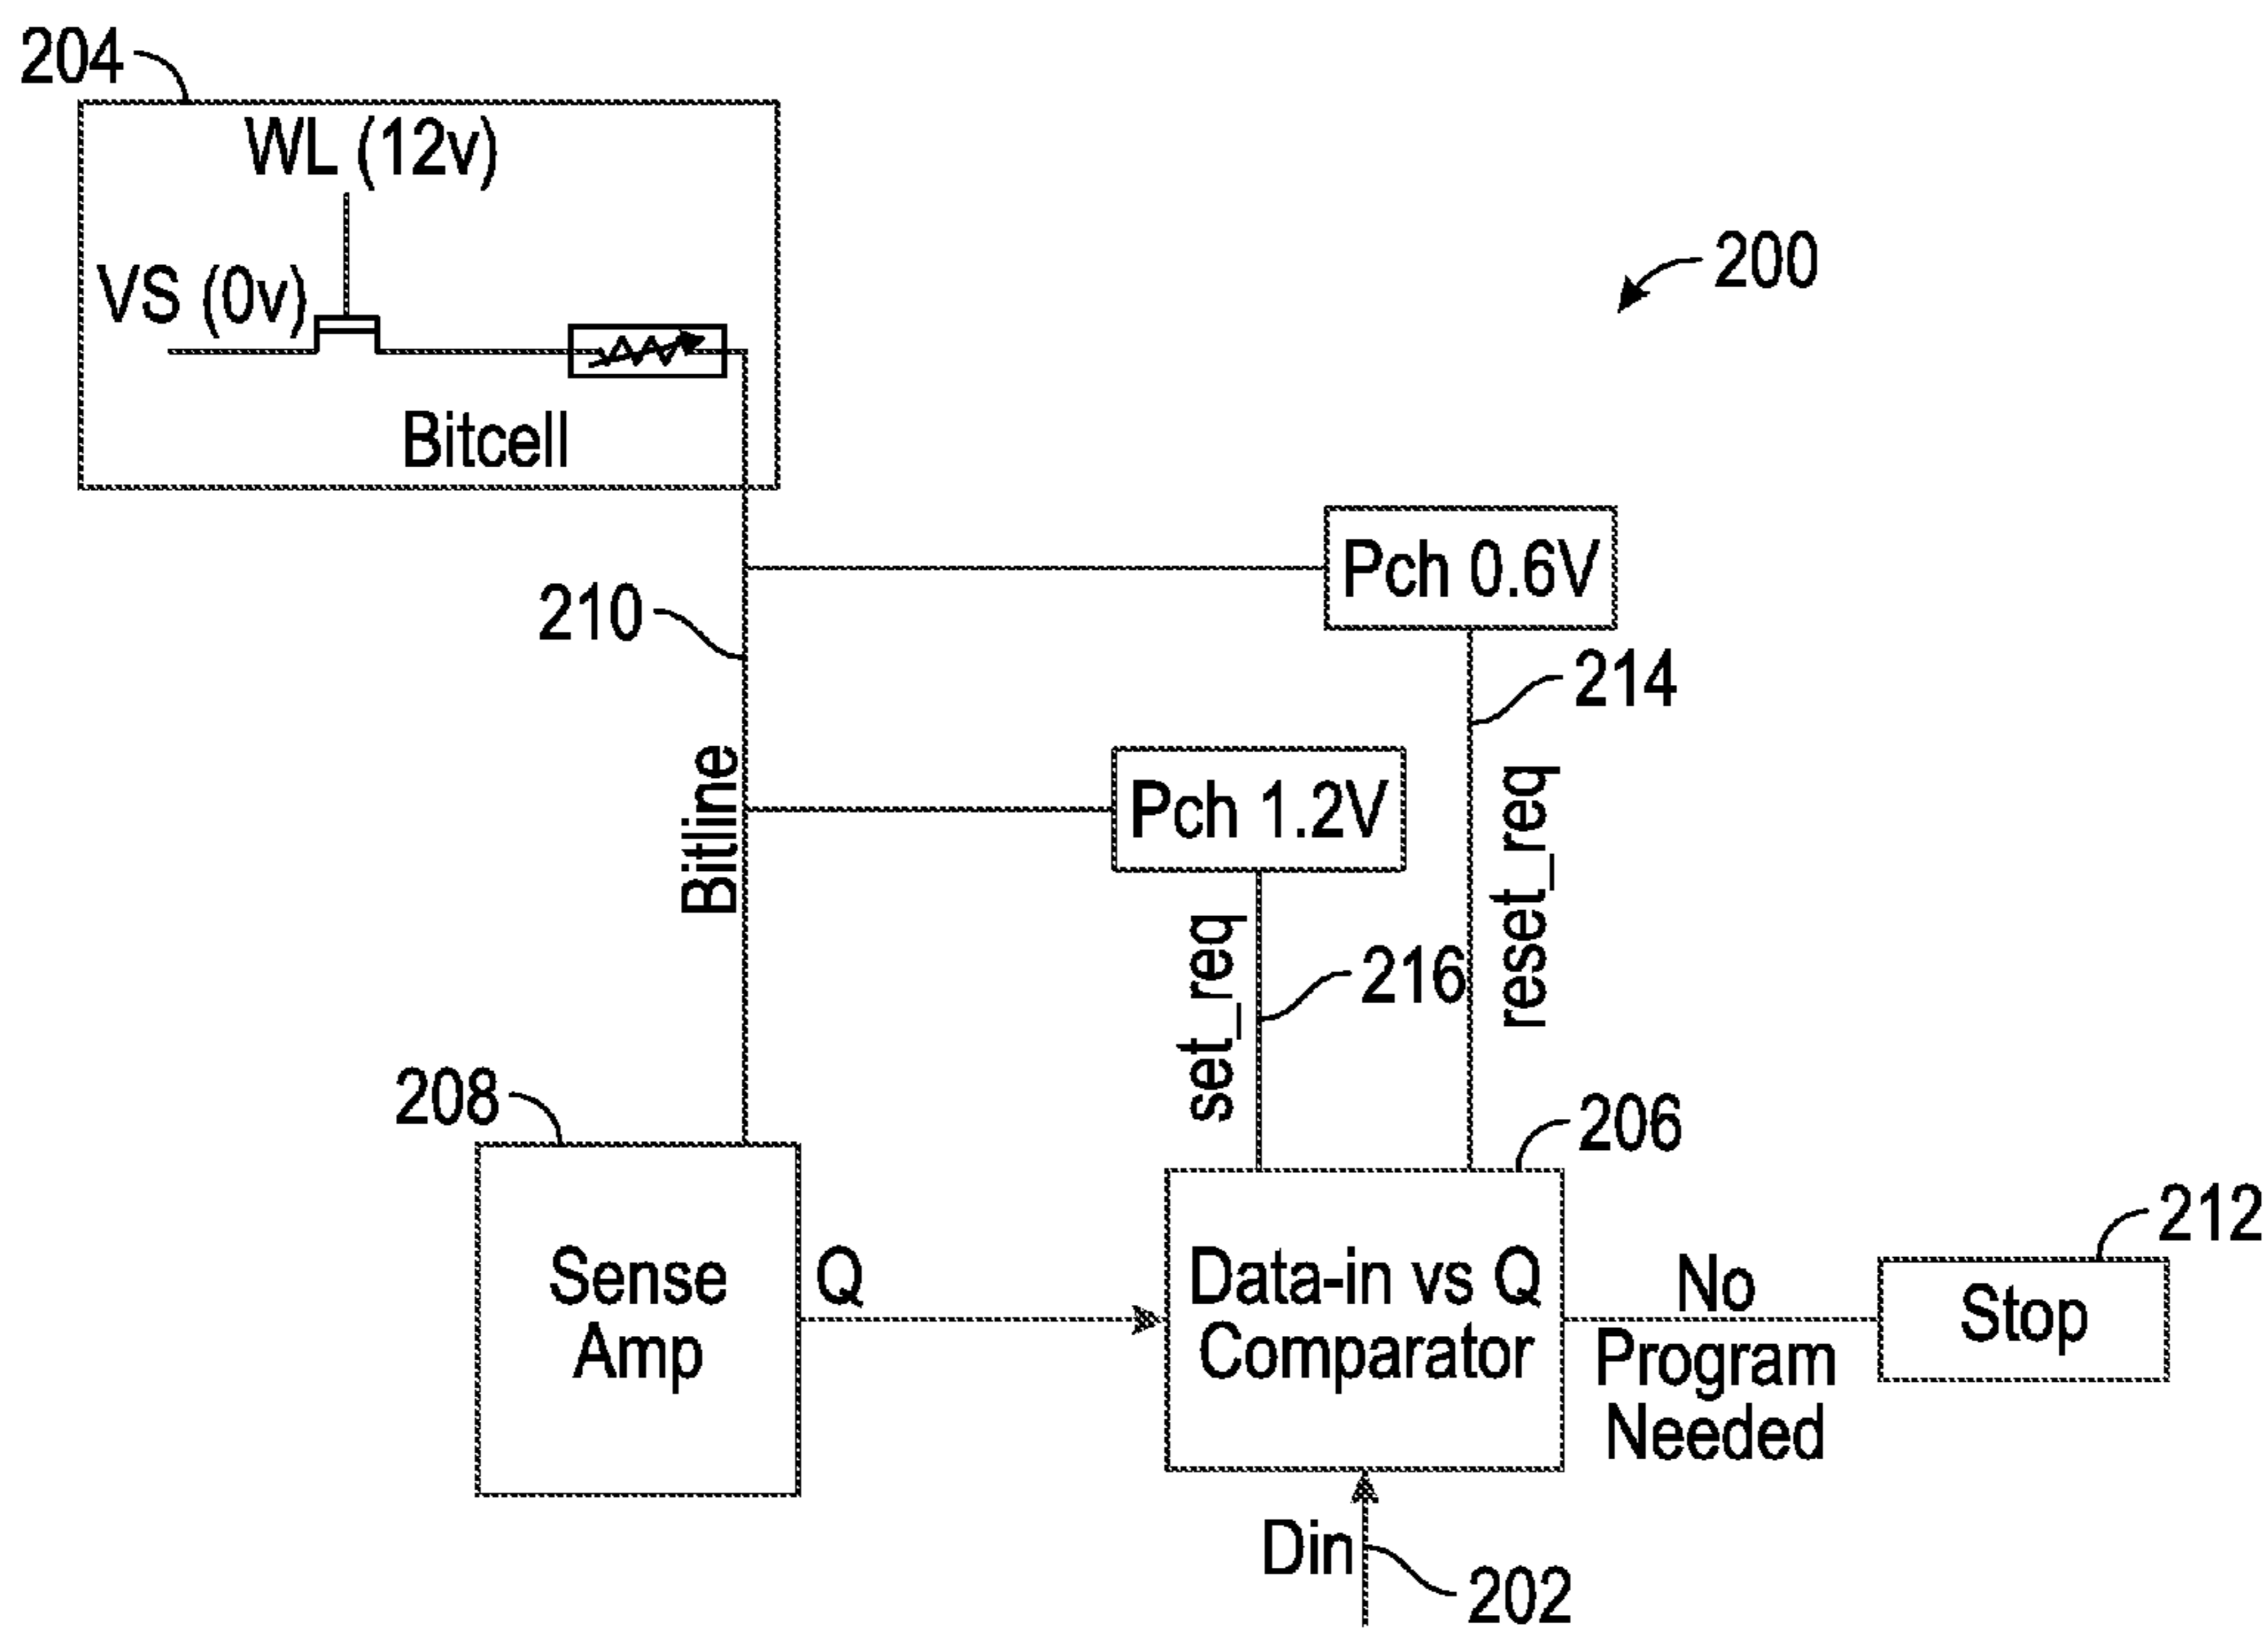 204
WL (12v)
VS (0v)
Bitcell
200
Pch 0.6V
210
214
Bitline
Pch 1.2V
reset_req
set_req
216
208
206
212
Sense
Amp
Q
Data-in vs Q
Comparator
No
Program
Needed
Stop
Din
202